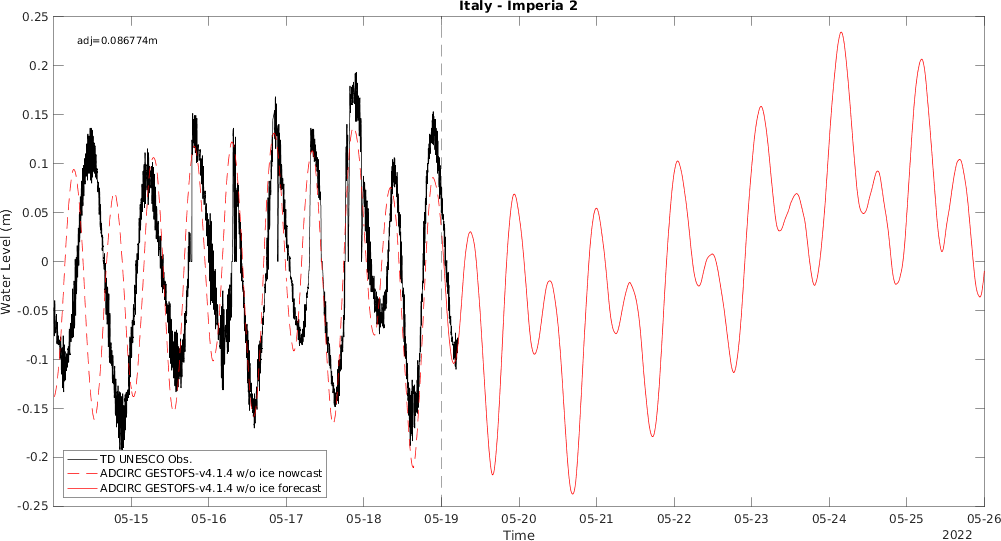 Italy - Imperia 2
adj=0.086774m
0.25
0.2
0.15
0.1
0.05
0
-0.05
-0.1
-0.15
-0.2
-0.25
Water Level (m)
TD UNESCO Obs.
ADCIRC GESTOFS-v4.1.4 w/o ice nowcast
ADCIRC GESTOFS-v4.1.4 w/o ice forecast
05-15 05-16 05-17 05-18 05-19 05-20 05-21 05-22 05-23 05-24 05-25 05-26
Time
2022